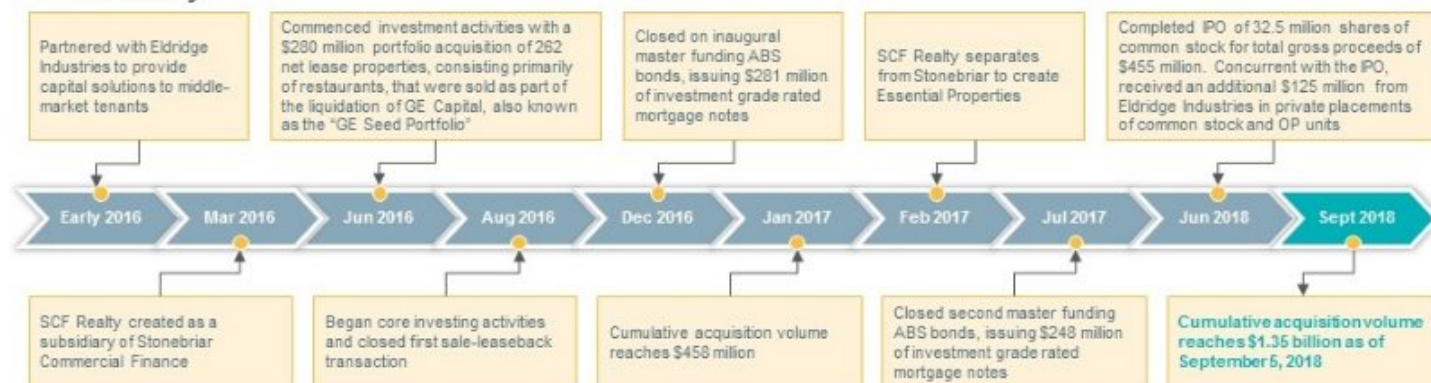 Partnered with Eldridge
Industries to provide
capital solutions to middle-
market tenants
Commenced investment activities with a
$280 million portfolio acquisition of 262
net lease properties, consisting primarily
of restaurants, that were sold as part of
the liquidation of GE Capital, also known
as the “GE Seed Portfolio”
Closed on inaugural
master funding ABS
bonds, issuing $281 million
of investment grade rated
mortgage notes
SCF Realty separates
from Stonebriar to create
Essential Properties
Completed IPO of 32.5 million shares of
common stock for total gross proceeds of
$455 million. Concurrent with the IPO,
received an additional $125 million from
Eldridge Industries in private placements
of common stock and OP units
Early 2016
Mar 2016
Jun 2016
Aug 2016
Dec 2016
Jan 2017
Feb 2017
Jul 2017
Jun 2018
Sept 2018
SCF Realty created as a
subsidiary of Stonebriar
Commercial Finance
Began core investing activities
and closed first sale-leaseback
transaction
Cumulative acquisition volume
reaches $458 million
Closed second master funding
ABS bonds, issuing $248 million
of investment grade rated
mortgage notes
Cumulative acquisition volume
reaches $1.35 billion as of
September 5, 2018